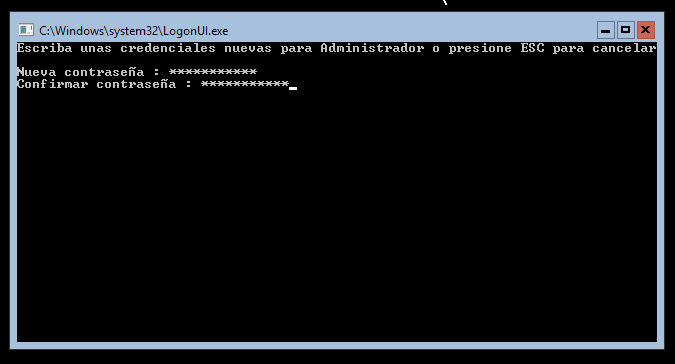 C:\Windows\system32\LogonUI.exe
Escriba unas credenciales nuevas para Administrador o presione ESC para cancelar
Nueva contraseña : ***********
Confirmar contraseña : ***********